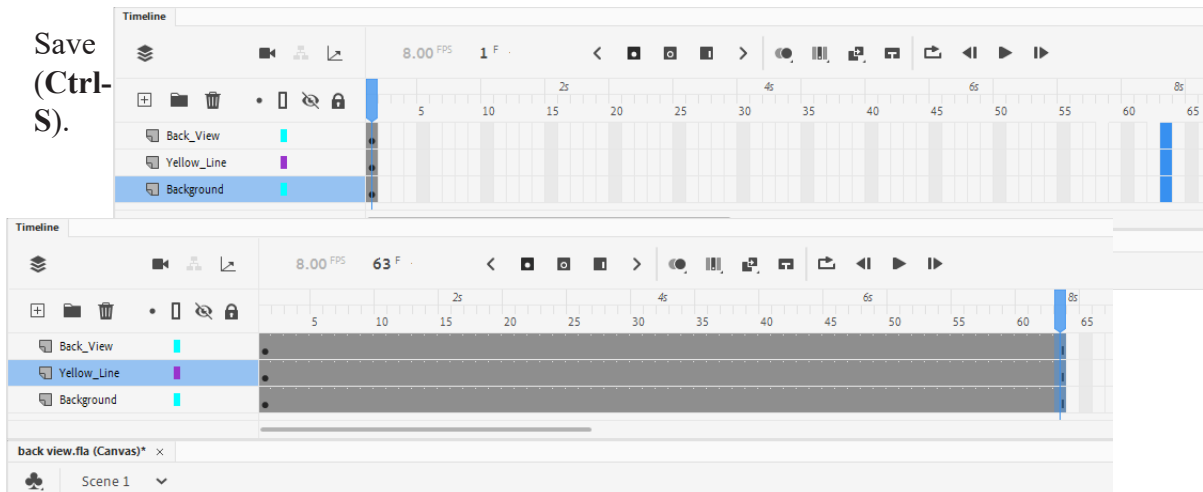 Save
(Ctrl-
S).
Timeline
8.00 FPS 1 F
2s 4s 6s 8s
5 10 15 20 25 30 35 40 45 50 55 60 65
Back_View
Yellow_Line
Background
Timeline
8.00 FPS 63 F
2s 4s 6s 8s
5 10 15 20 25 30 35 40 45 50 55 60 65
Back_View
Yellow_Line
Background
back view.fla (Canvas)* ×
Scene 1